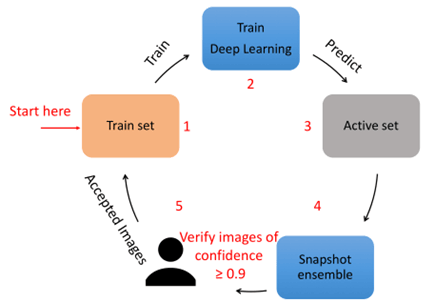 Train
Train
Deep Learning
Predict
2
Start here
Train set
1
3
Active set
Accepted Images
5
4
Verify images of
confidence
≥ 0.9
Snapshot
ensemble